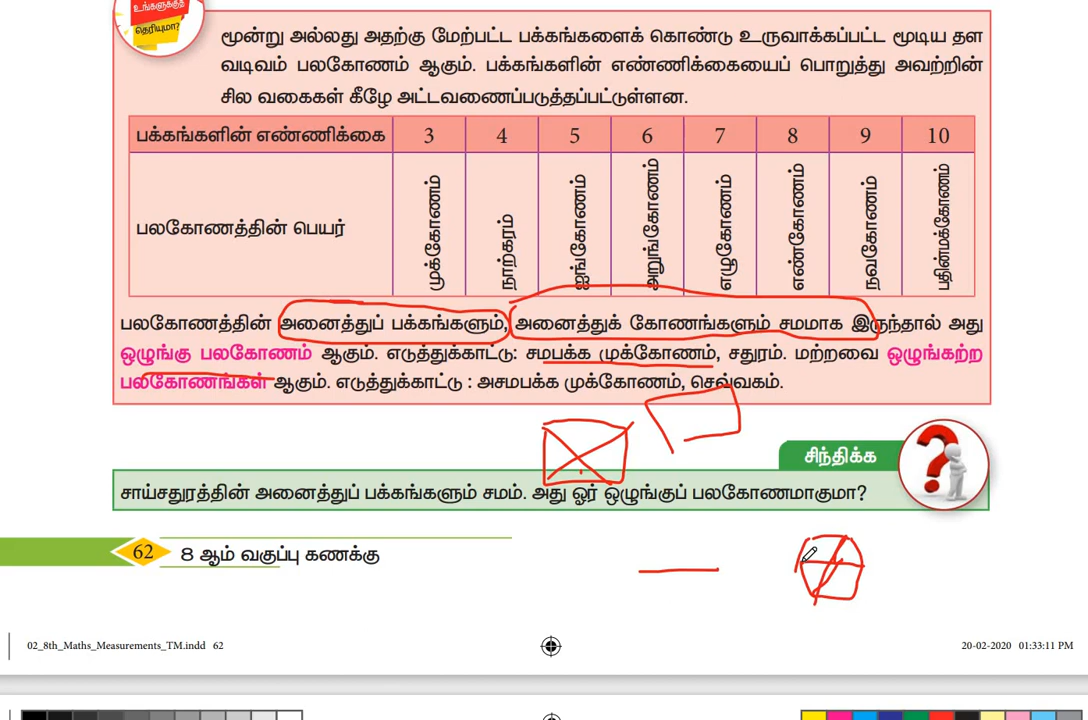 உங்களுக்குத்
தெரியுமா?
மூன்று அல்லது அதற்கு மேற்பட்ட பக்கங்களைக் கொண்டு உருவாக்கப்பட்ட மூடிய தள
வடிவம் பலகோணம் ஆகும். பக்கங்களின் எண்ணிக்கையைப் பொறுத்து அவற்றின்
சில வகைகள் கீழே அட்டவணைப்படுத்தப்பட்டுள்ளன.
பக்கங்களின் எண்ணிக்கை 3 4 5 6 7 8 9 10
பலகோணத்தின் பெயர் முக்கோணம் நாற்கரம் ஐங்கோணம் அறுங்கோணம் எழுகோணம் எண்கோணம் நவகோணம் பதின்மக்கோணம்
பலகோணத்தின் அனைத்துப் பக்கங்களும், அனைத்துக் கோணங்களும் சமமாக இருந்தால் அது
ஒழுங்கு பலகோணம் ஆகும். எடுத்துக்காட்டு: சமபக்க முக்கோணம், சதுரம். மற்றவை ஒழுங்கற்ற
பலகோணங்கள் ஆகும். எடுத்துக்காட்டு : அசமபக்க முக்கோணம், செவ்வகம்.
சிந்திக்க
சாய்சதுரத்தின் அனைத்துப் பக்கங்களும் சமம். அது ஓர் ஒழுங்குப் பலகோணமாகுமா?
62 8 ஆம் வகுப்பு கணக்கு
02_8th_Maths_Measurements_TM.indd 62 20-02-2020 01:33:11 PM